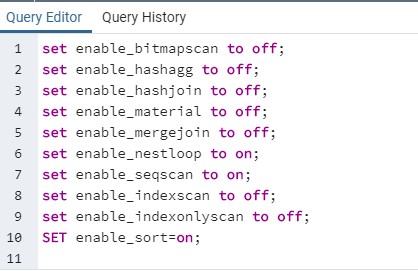 Query Editor Query History
1 set enable_bitmapscan to off;
2 set enable_hashagg to off;
3 set enable_hashjoin to off;
4 set enable_material to off;
5 set enable_mergejoin to off;
6 set enable_nestloop to on;
7 set enable_seqscan to on;
8 set enable_indexscan to off;
9 set enable_indexonlyscan to off;
10 SET enable_sort=on;
11